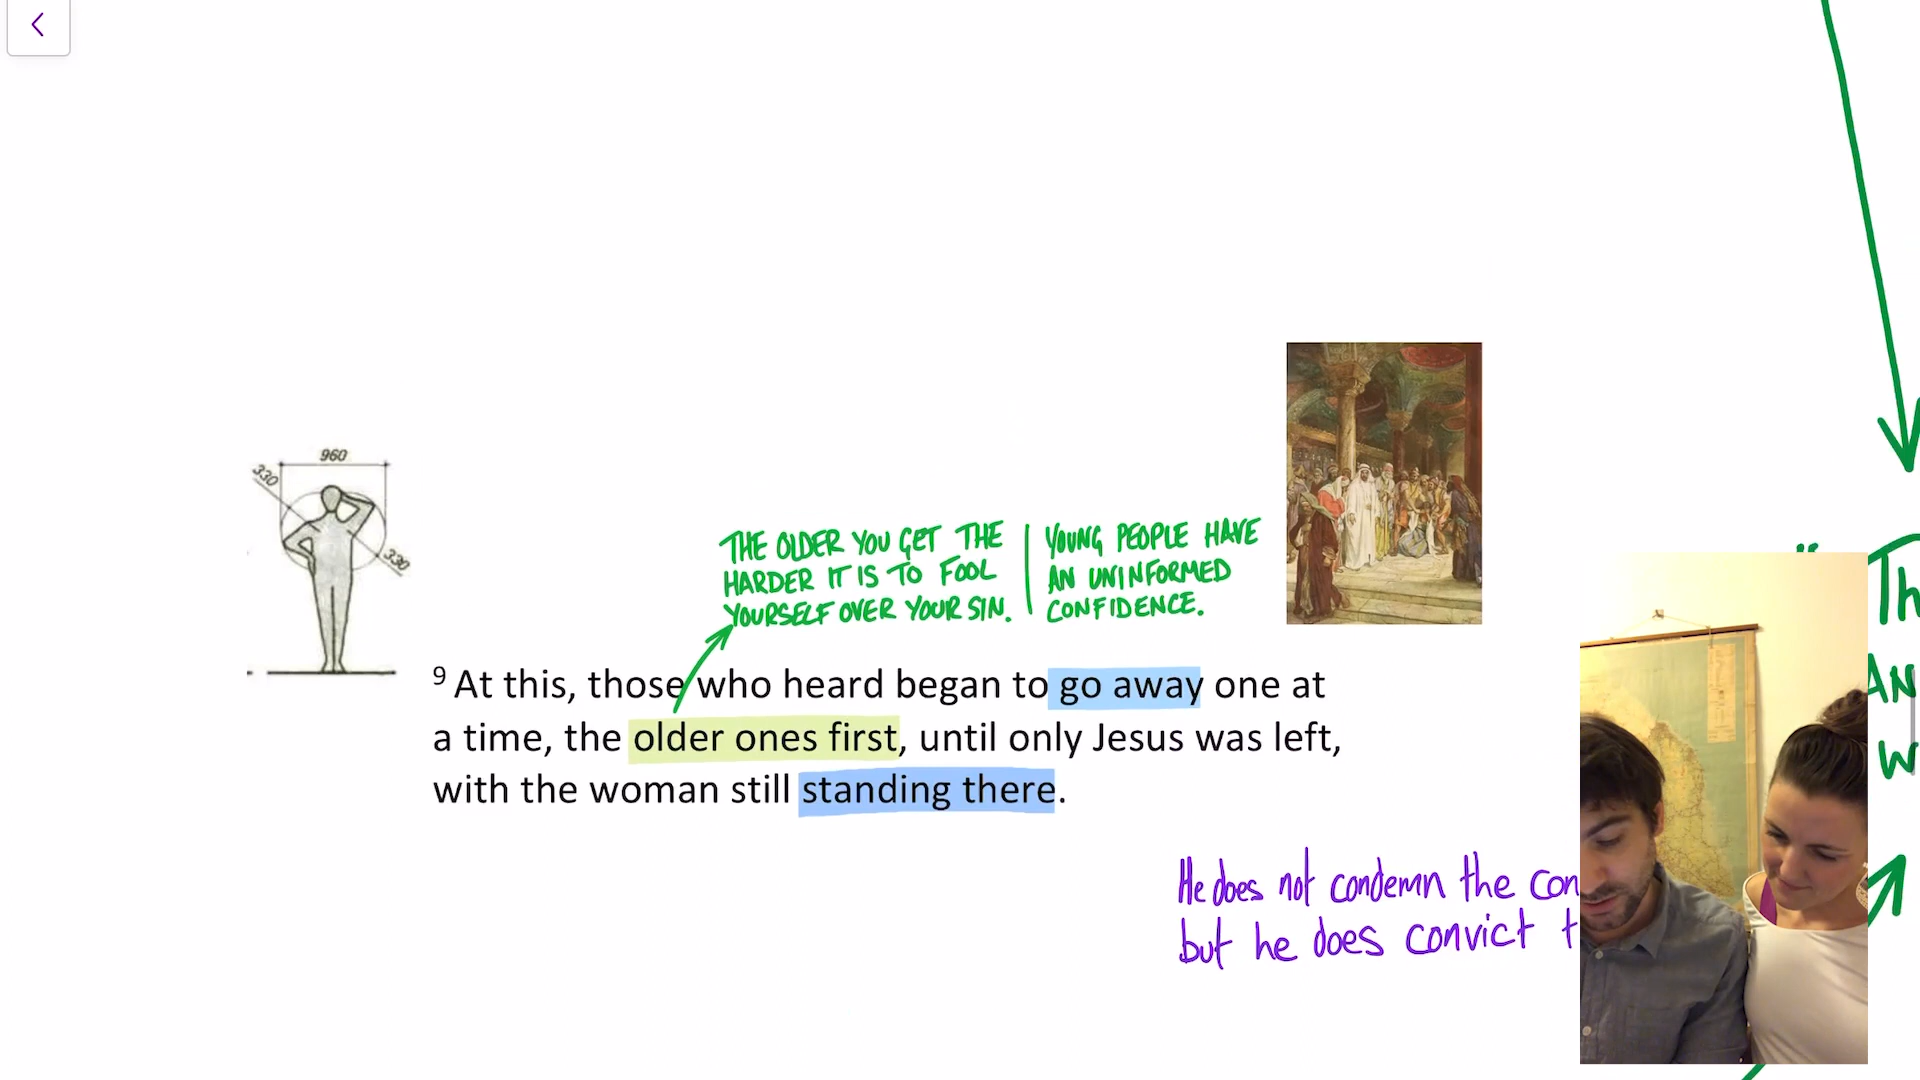 960
330
330
THE OLDER YOU GET THE
HARDER IT IS TO FOOL
YOURSELF OVER YOUR SIN.
YOUNG PEOPLE HAVE
AN UNINFORMED
CONFIDENCE.
9 At this, those who heard began to go away one at
a time, the older ones first, until only Jesus was left,
with the woman still standing there.
He does not condemn the
but he does convict